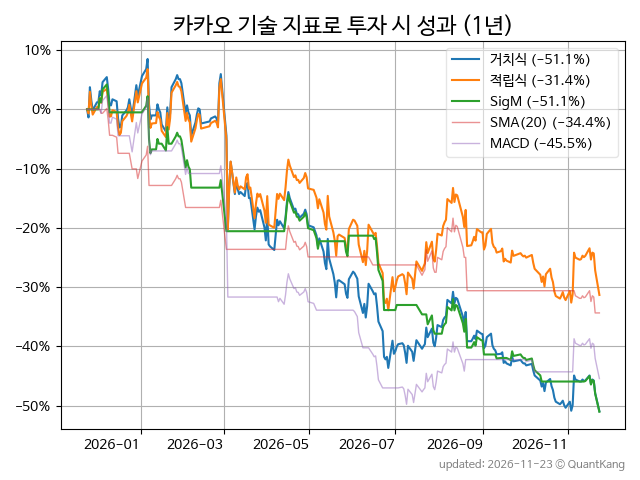 카카오 기술 지표로 투자 시 성과 (1년)
거치식 (−51.1%)
적립식 (−31.4%)
SigM (−51.1%)
SMA(20) (−34.4%)
MACD (−45.5%)
10%
0%
−10%
−20%
−30%
−40%
−50%
2026-01
2026-03
2026-05
2026-07
2026-09
2026-11
updated: 2026-11-23 © QuantKang